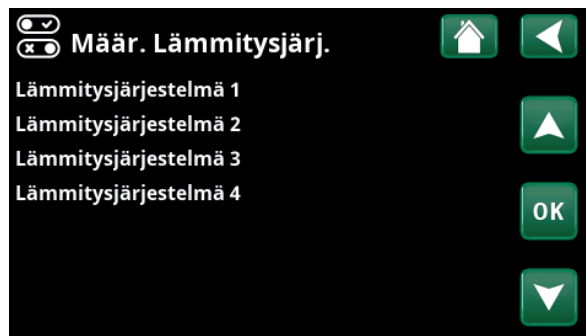 Määr. Lämmitysjärj.
Lämmitysjärjestelmä 1
Lämmitysjärjestelmä 2
Lämmitysjärjestelmä 3
Lämmitysjärjestelmä 4
OK